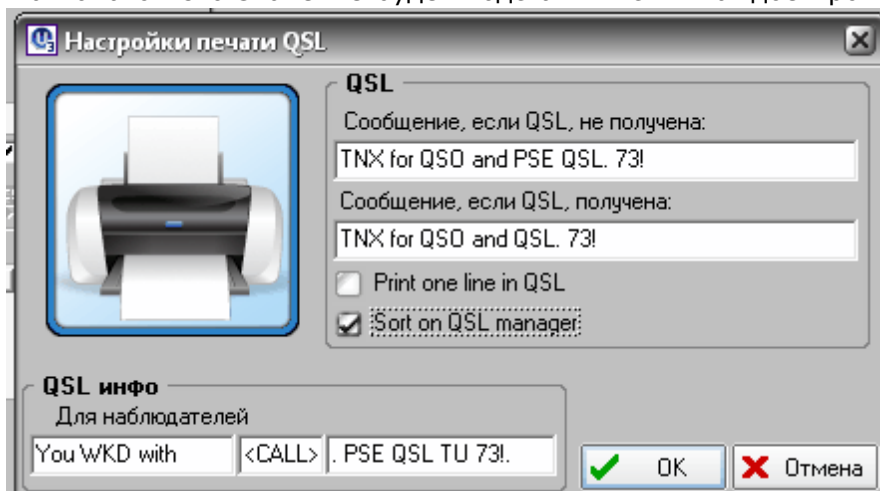 Настройки печати QSL
QSL
Сообщение, если QSL, не получена:
TNX for QSO and PSE QSL. 73!
Сообщение, если QSL, получена:
TNX for QSO and QSL. 73!
Print one line in QSL
Sort on QSL manager
QSL инфо
Для наблюдателей
You WKD with <CALL> . PSE QSL TU 73!.
OK Отмена